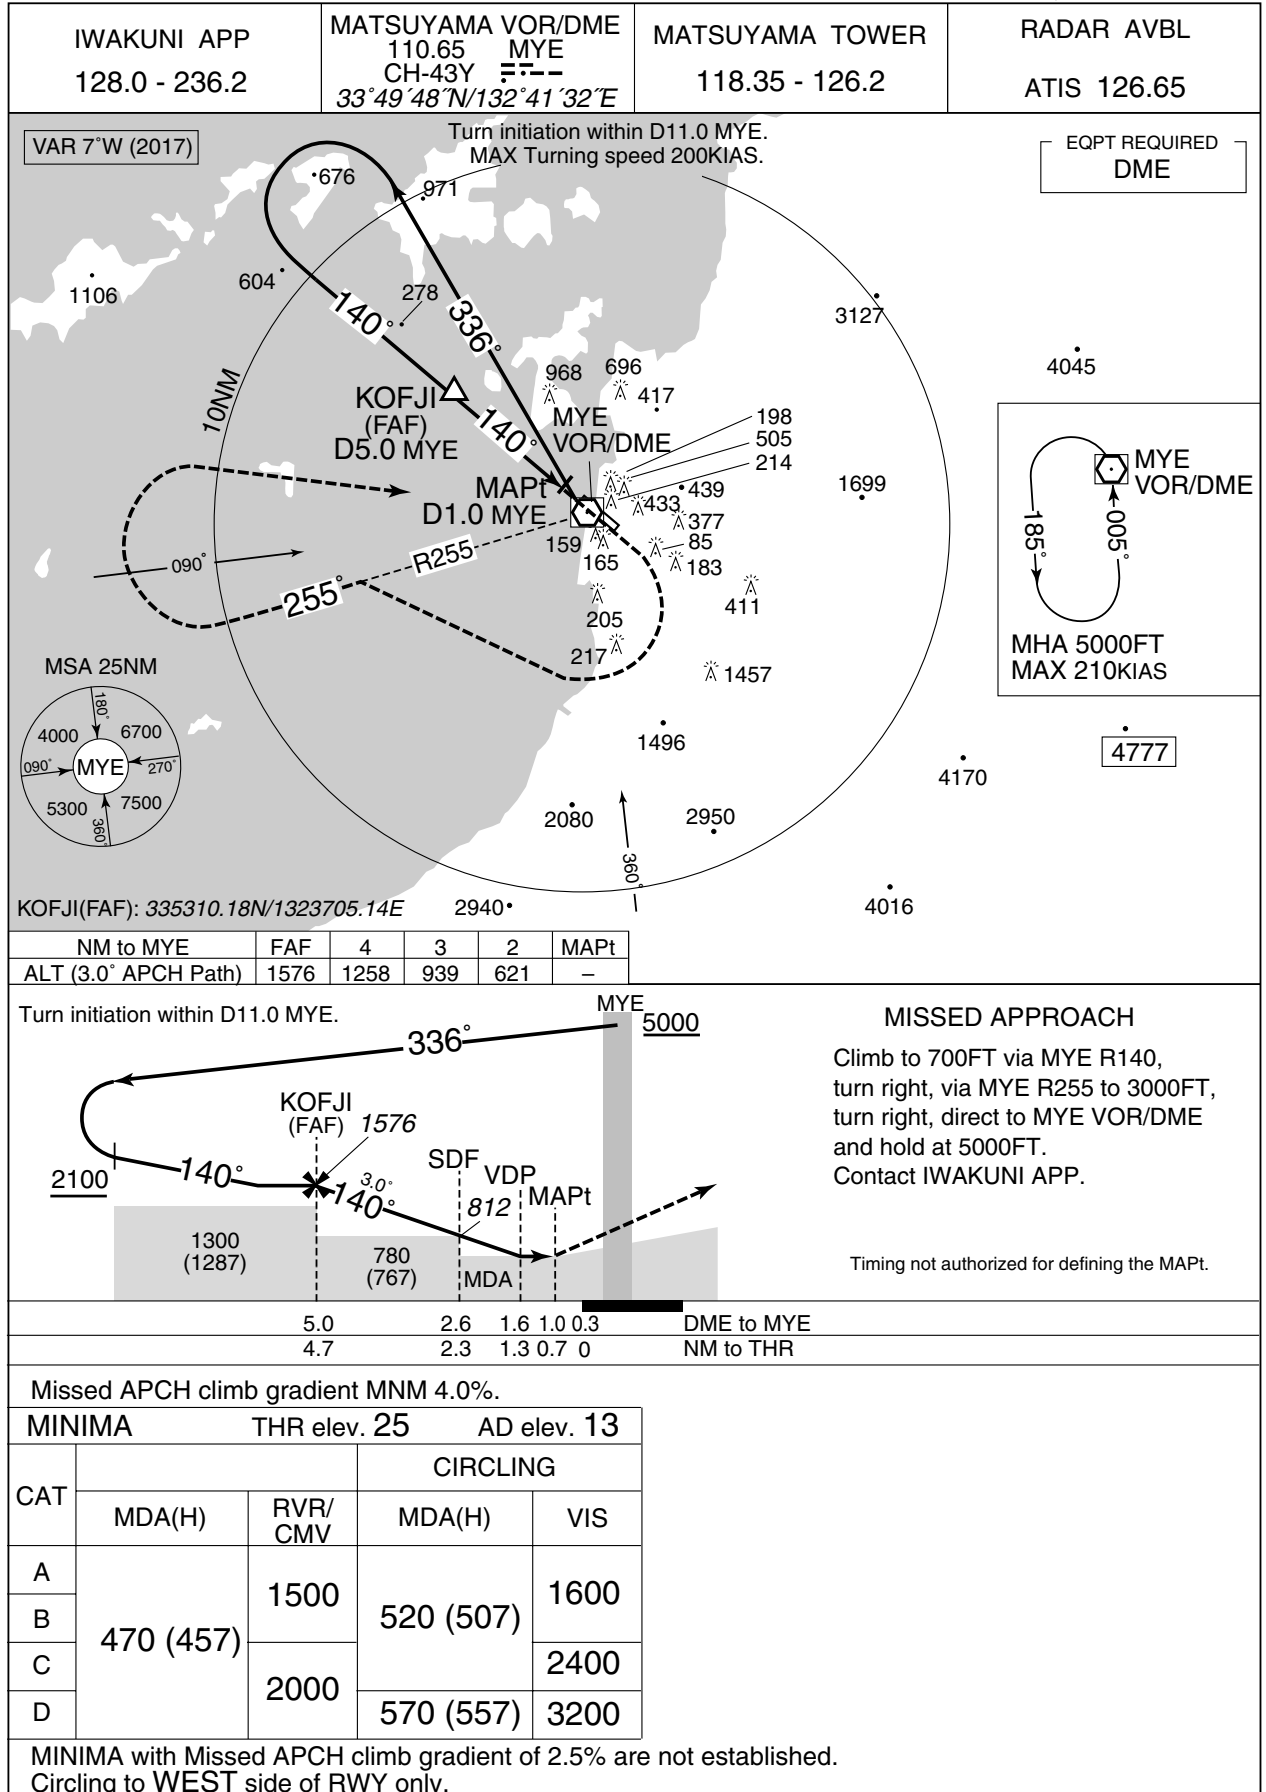 IWAKUNI APP
128.0 - 236.2
MATSUYAMA VOR/DME
110.65 MYE
CH-43Y
33°49´48˝N/132°41´32˝E
MATSUYAMA TOWER
118.35 - 126.2
RADAR AVBL
ATIS 126.65
VAR 7°W (2017)
Turn initiation within D11.0 MYE.
MAX Turning speed 200KIAS.
EQPT REQUIRED
DME
676
971
604
1106
278
140°
336°
3127
4045
10NM
968
696
417
KOFJI
(FAF)
D5.0 MYE
140°
MYE
VOR/DME
198
505
214
MAPt
D1.0 MYE
439
433
377
1699
159
165
85
183
090°
R255
255°
205
217
411
1457
MYE
VOR/DME
185°
005°
MHA 5000FT
MAX 210KIAS
MSA 25NM
180°
4000
6700
090°
MYE
270°
5300
7500
360°
1496
4777
4170
2080
2950
360°
4016
2940
KOFJI(FAF): 335310.18N/1323705.14E
NM to MYE FAF 4 3 2 MAPt
ALT (3.0° APCH Path) 1576 1258 939 621 –
Turn initiation within D11.0 MYE.
MYE
5000
336°
KOFJI
(FAF)
1576
2100
140°
3.0°
140°
SDF
VDP
MAPt
812
1300
(1287)
780
(767)
MDA
MISSED APPROACH
Climb to 700FT via MYE R140,
turn right, via MYE R255 to 3000FT,
turn right, direct to MYE VOR/DME
and hold at 5000FT.
Contact IWAKUNI APP.
Timing not authorized for defining the MAPt.
5.0 2.6 1.6 1.0 0.3 DME to MYE
4.7 2.3 1.3 0.7 0 NM to THR
Missed APCH climb gradient MNM 4.0%.
MINIMA THR elev. 25 AD elev. 13
CAT
CIRCLING
MDA(H)
RVR/
CMV
MDA(H)
VIS
A
B
C
D
470 (457)
1500
2000
520 (507)
570 (557)
1600
2400
3200
MINIMA with Missed APCH climb gradient of 2.5% are not established.
Circling to WEST side of RWY only.